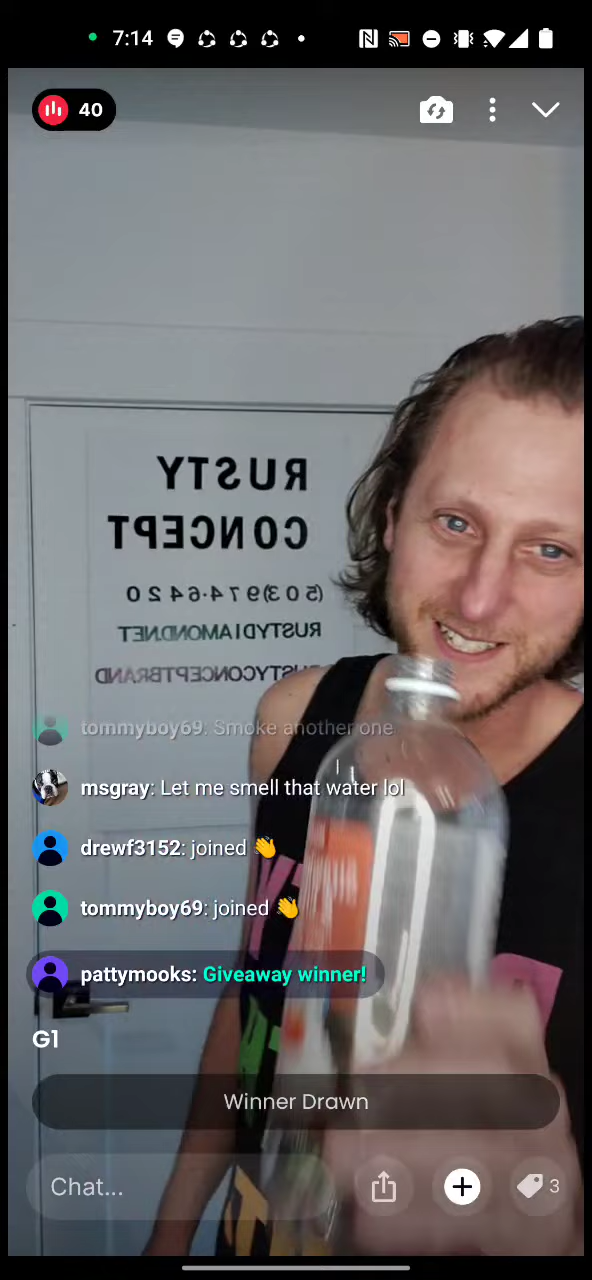 7:14
40
RUSTY
CONCEPT
(503)974-6420
RUSTYDIAMOND.NET
RUSTYCONCEPTBRAND
tommyboy69: Smoke another one
msgray: Let me smell that water lol
drewf3152: joined 👋
tommyboy69: joined 👋
pattymooks: Giveaway winner!
G1
Winner Drawn
Chat...
3